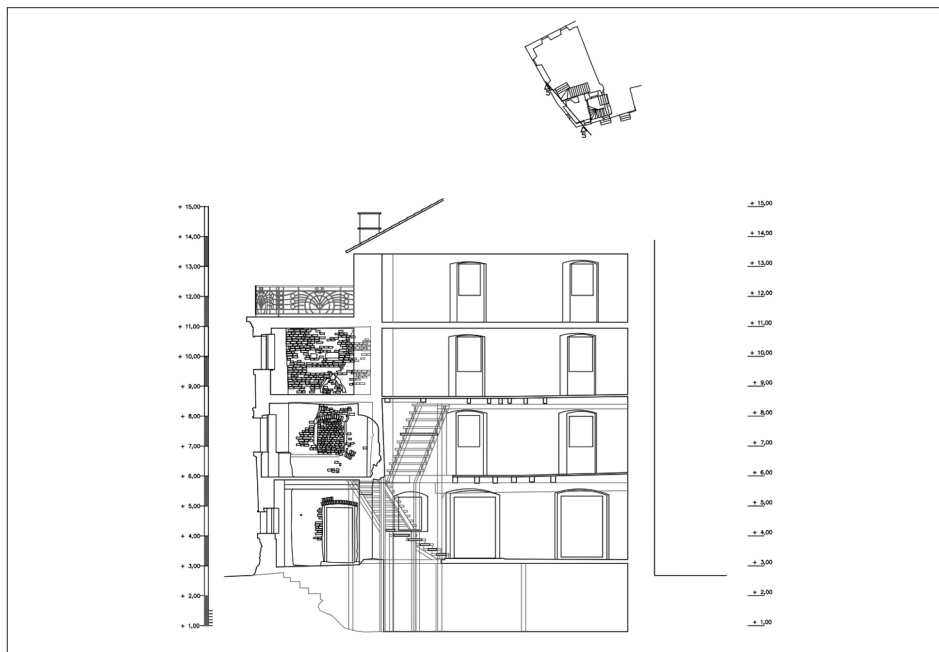 S
S
+ 15,00 + 15,00
+ 14,00 + 14,00
+ 13,00 + 13,00
+ 12,00 + 12,00
+ 11,00 + 11,00
+ 10,00 + 10,00
+ 9,00 + 9,00
+ 8,00 + 8,00
+ 7,00 + 7,00
+ 6,00 + 6,00
+ 5,00 + 5,00
+ 4,00 + 4,00
+ 3,00 + 3,00
+ 2,00 + 2,00
+ 1,00 + 1,00